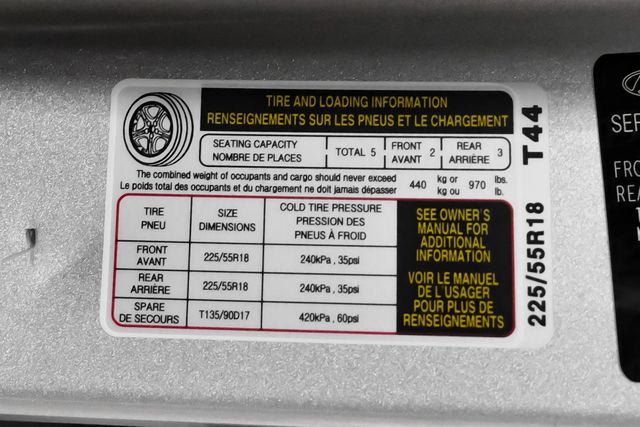 TIRE AND LOADING INFORMATION
RENSEIGNEMENTS SUR LES PNEUS ET LE CHARGEMENT
SEATING CAPACITY
NOMBRE DE PLACES
TOTAL 5
FRONT
AVANT 2
REAR
ARRIÈRE 3
The combined weight of occupants and cargo should never exceed
Le poids total des occupants et du chargement ne doit jamais dépasser
440 kg or
kg ou
970 lbs.
lb.
TIRE
PNEU
SIZE
DIMENSIONS
COLD TIRE PRESSURE
PRESSION DES
PNEUS À FROID
FRONT
AVANT
225/55R18
240kPa , 35psi
REAR
ARRIÈRE
225/55R18
240kPa , 35psi
SPARE
DE SECOURS
T135/90D17
420kPa , 60psi
SEE OWNER'S
MANUAL FOR
ADDITIONAL
INFORMATION
VOIR LE MANUEL
DE L'USAGER
POUR PLUS DE
RENSEIGNEMENTS
225/55R18 T44
SER
FRO
REA